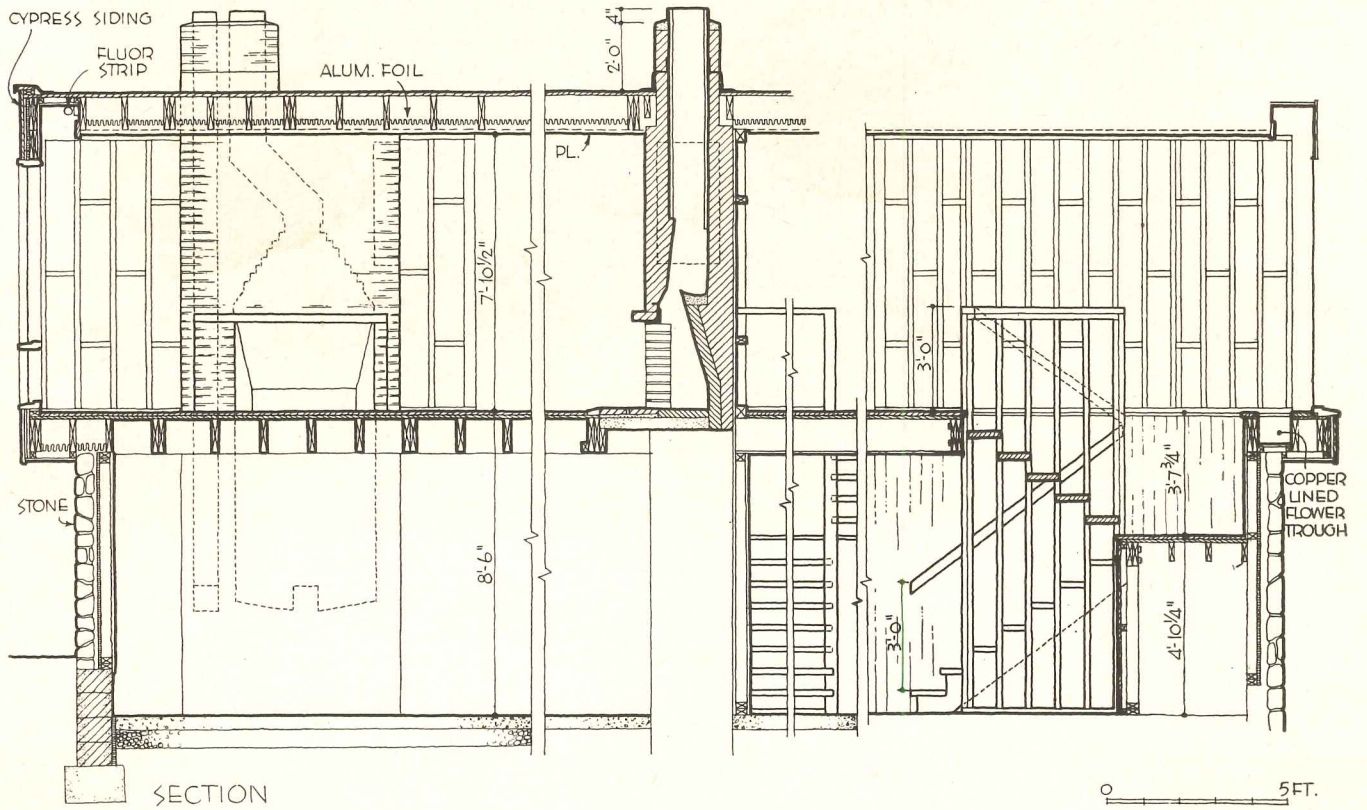 CYPRESS SIDING
FLUOR
STRIP
ALUM. FOIL
4"
2'-0"
PL.
7'-10½"
3'-0"
STONE
8'-6"
3'-0"
3'-7¾"
4'-10¼"
COPPER
LINED
FLOWER
TROUGH
SECTION
0 5FT.